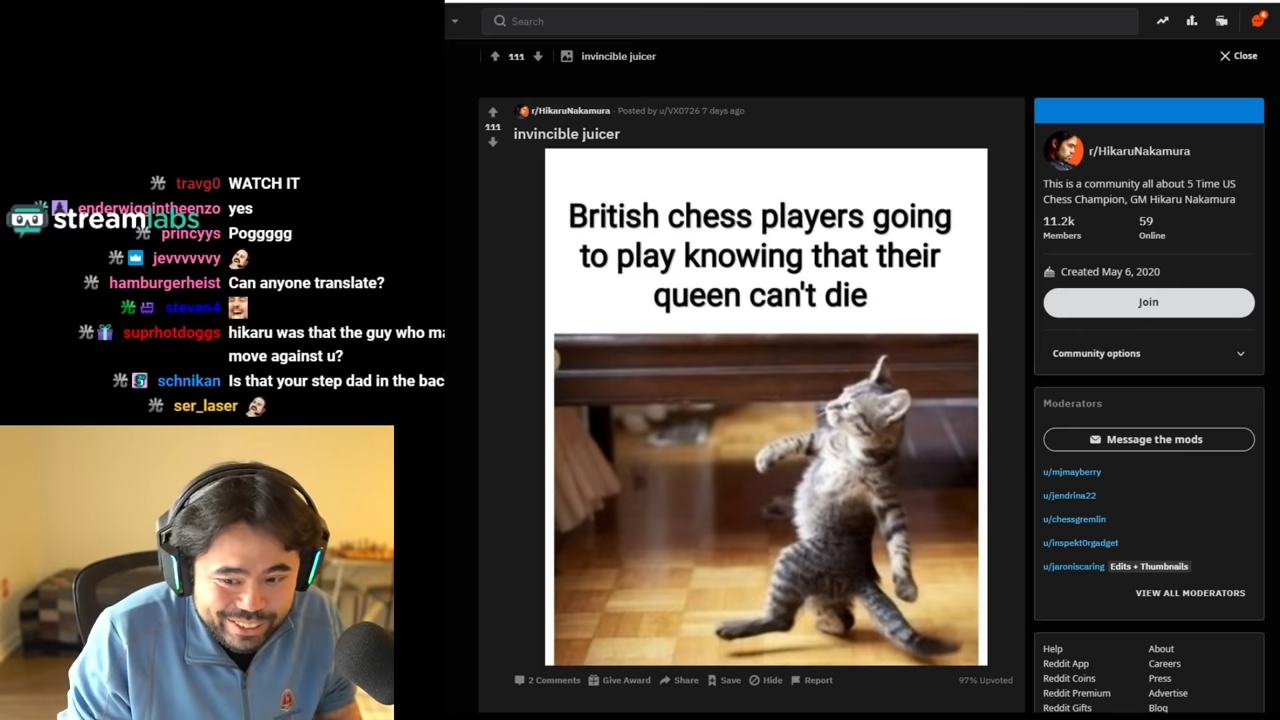 Search
111
invincible juicer
Close
r/HikaruNakamura · Posted by u/VX0726 7 days ago
111
invincible juicer
British chess players going
to play knowing that their
queen can't die
2 Comments
Give Award
Share
Save
Hide
Report
97% Upvoted
travg0 WATCH IT
enderwiggintheenzo yes
streamlabs
princyys Poggggg
jevvvvvvy
hamburgerheist Can anyone translate?
steven4
suprhotdoggs hikaru was that the guy who ma
move against u?
schnikan Is that your step dad in the bac
ser_laser
r/HikaruNakamura
This is a community all about 5 Time US
Chess Champion, GM Hikaru Nakamura
11.2k 59
Members Online
Created May 6, 2020
Join
Community options
Moderators
Message the mods
u/mjmayberry
u/jendrina22
u/chessgremlin
u/inspekt0rgadget
u/jaroniscaring Edits + Thumbnails
VIEW ALL MODERATORS
Help About
Reddit App Careers
Reddit Coins Press
Reddit Premium Advertise
Reddit Gifts Blog